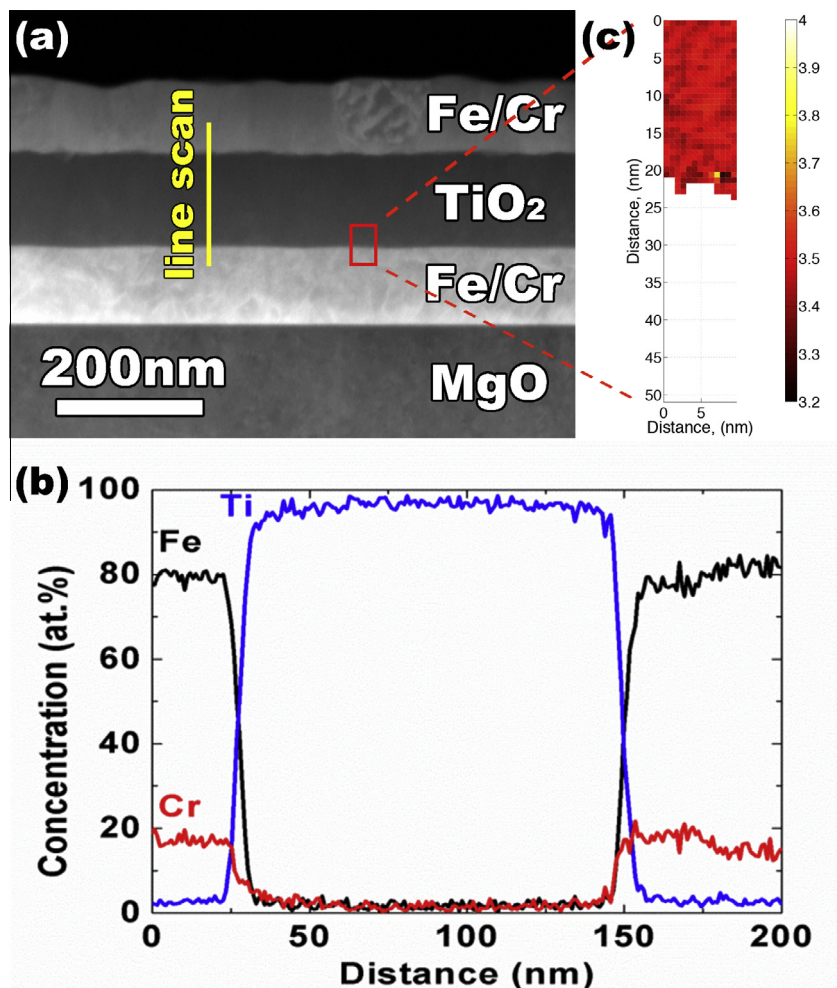 (a)
Fe/Cr
line scan
TiO₂
Fe/Cr
200nm
MgO
(c)
0
5
10
15
20
25
30
35
40
45
50
Distance, (nm)
0 5
Distance, (nm)
4
3.9
3.8
3.7
3.6
3.5
3.4
3.3
3.2
(b)
100
80
60
40
20
0
Concentration (at.%)
Ti
Fe
Cr
0 50 100 150 200
Distance (nm)